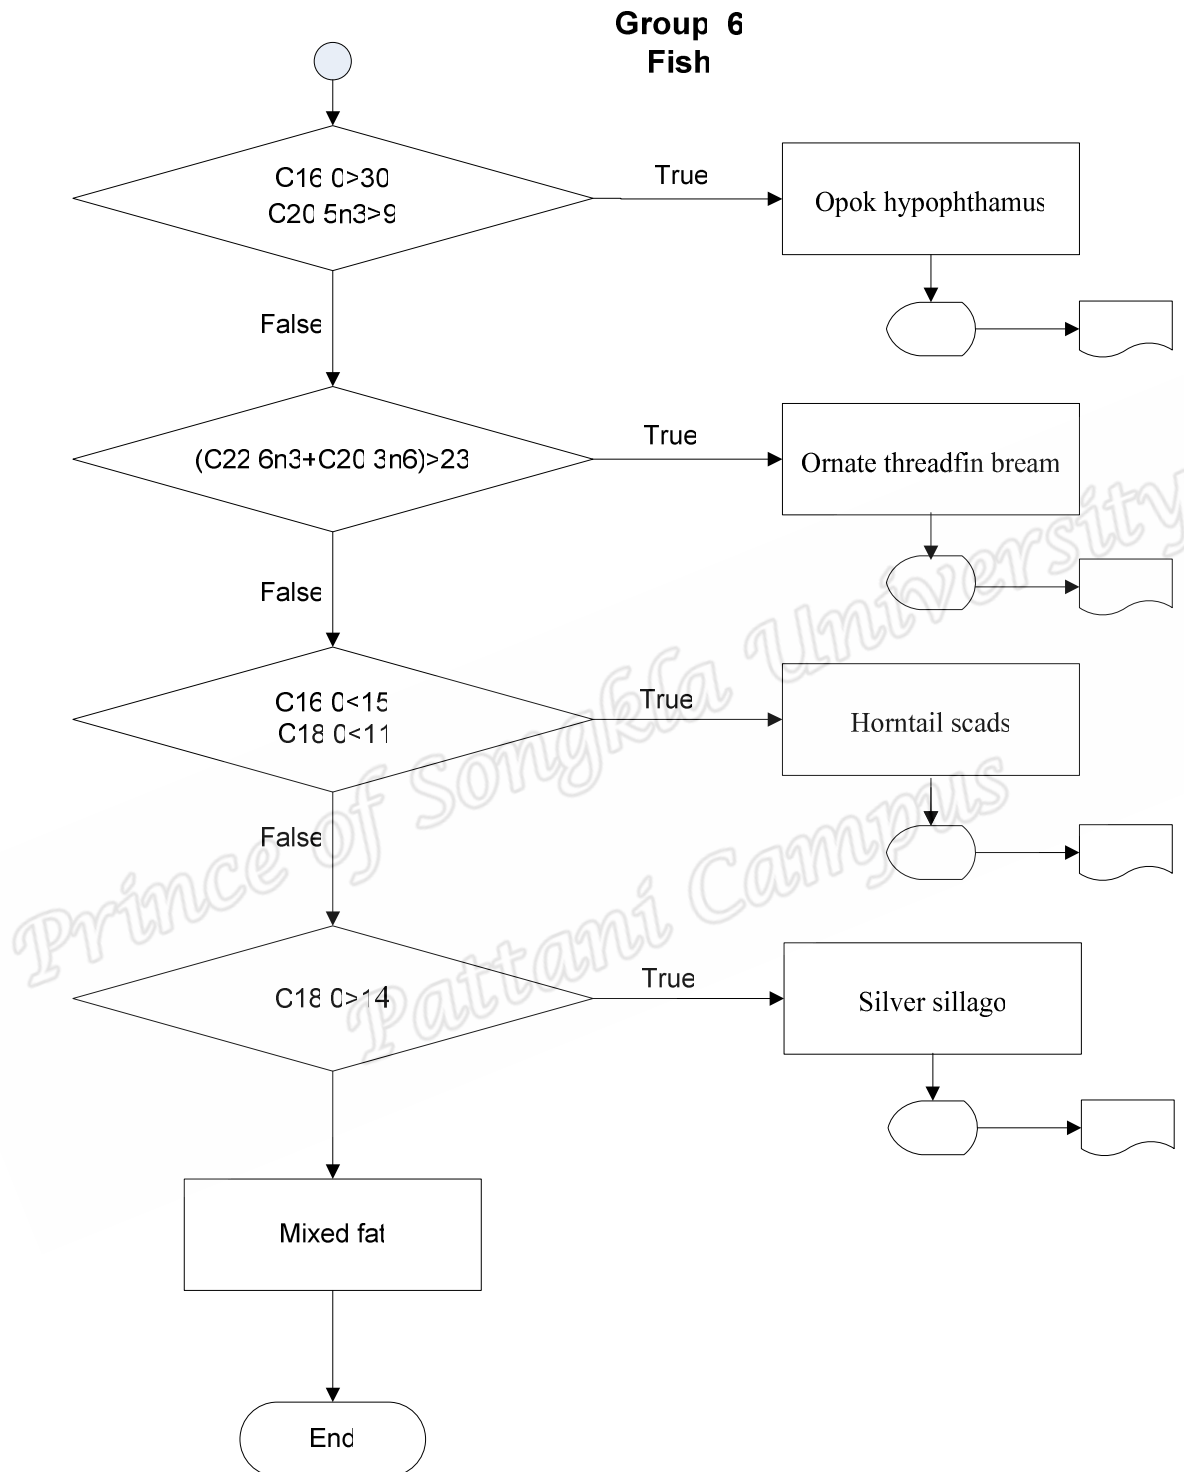 Group 6
Fish
C16 0>30
C20 5n3>9
True
Opok hypophthamus
False
(C22 6n3+C20 3n6)>23
True
Ornate threadfin bream
False
C16 0<15
C18 0<11
True
Horntail scads
False
C18 0>14
True
Silver sillago
Mixed fat
End
Prince of Songkla University
Pattani Campus